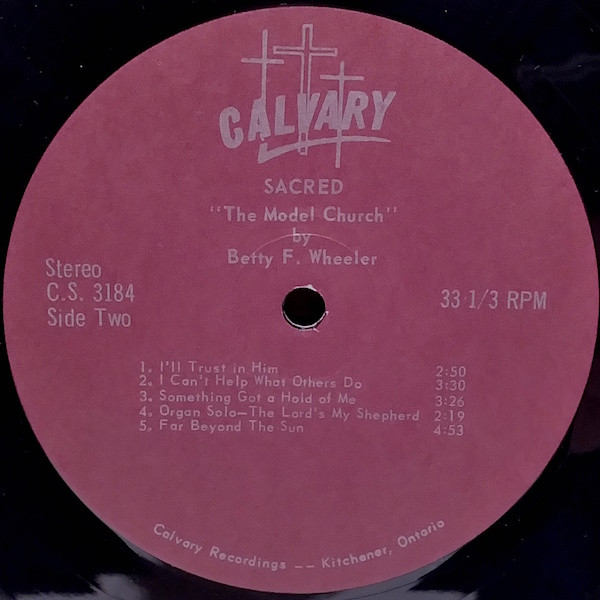 CALVARY
SACRED
"The Model Church"
by
Betty F. Wheeler
Stereo
C.S. 3184
Side Two
33 1/3 RPM
1. I'll Trust in Him 2:50
2. I Can't Help What Others Do 3:30
3. Something Got a Hold of Me 3:26
4. Organ Solo—The Lord's My Shepherd 2:19
5. Far Beyond The Sun 4:53
Calvary Recordings -- Kitchener, Ontario